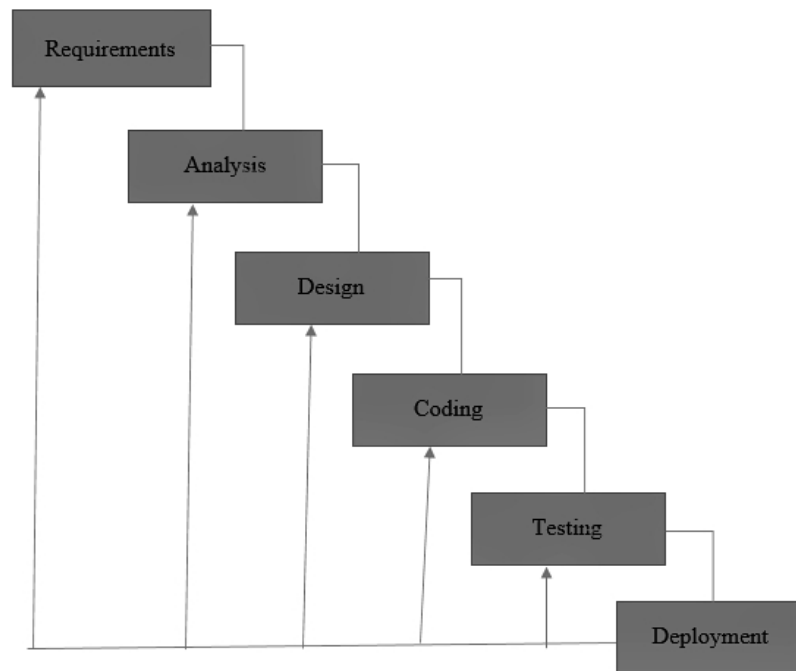 Requirements
Analysis
Design
Coding
Testing
Deployment